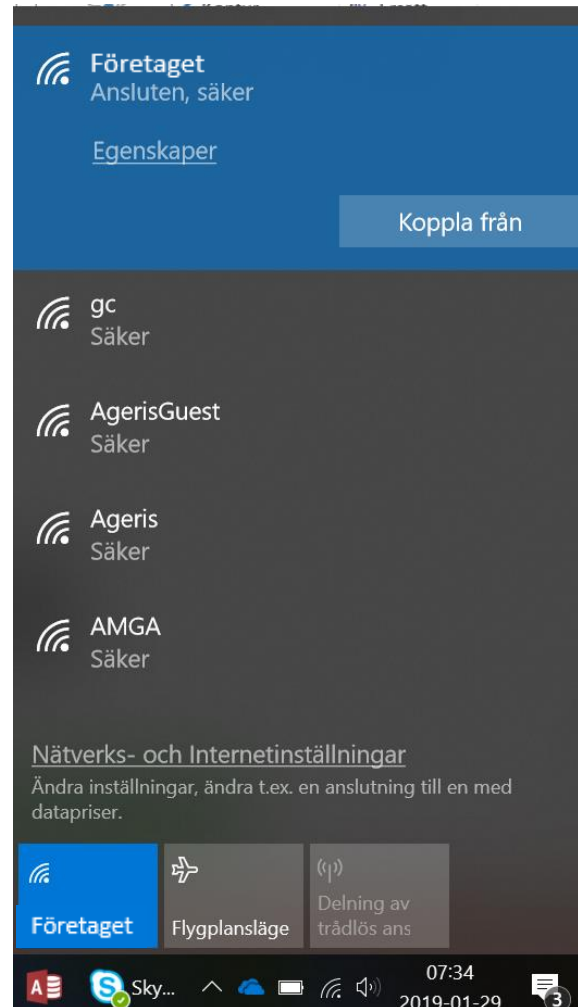 Företaget
Ansluten, säker
Egenskaper
Koppla från
gc
Säker
AgerisGuest
Säker
Ageris
Säker
AMGA
Säker
Nätverks- och Internetinställningar
Ändra inställningar, ändra t.ex. en anslutning till en med
datapriser.
Företaget
Flygplansläge
Delning av
trådlös ans
A
S
Sky...
07:34
2019-01-29
3